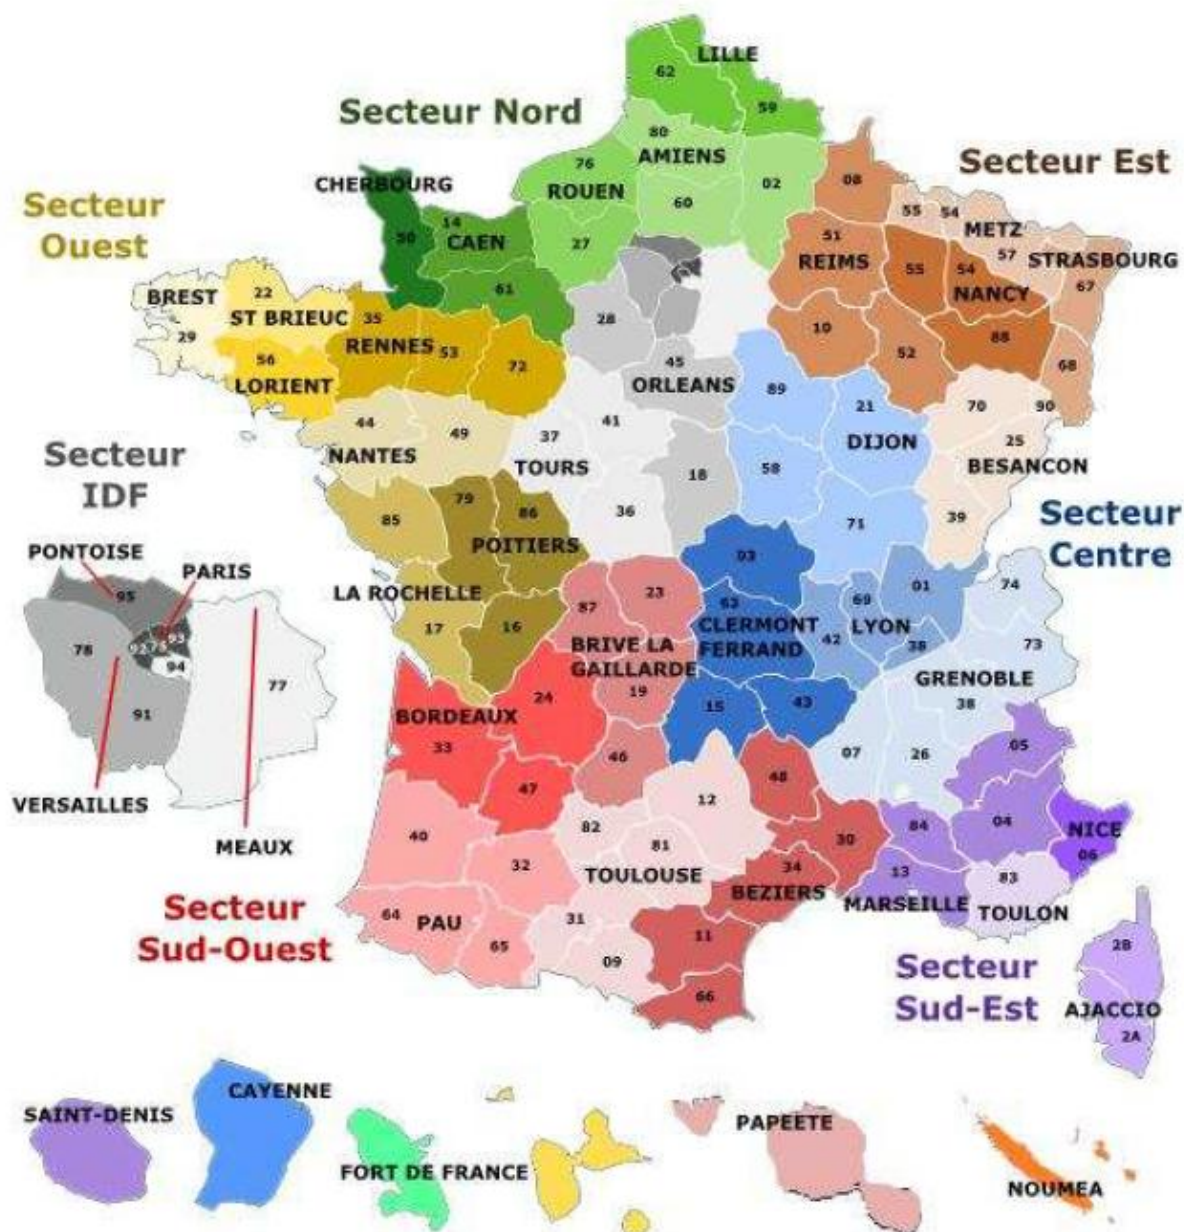 LILLE
62
Secteur Nord
59
80
AMIENS
76
Secteur Est
CHERBOURG
ROUEN
02
08
Secteur
Ouest
60
55
54
14
METZ
50
CAEN
27
51
57
STRASBOURG
REIMS
55
54
67
BREST
22
61
NANCY
ST BRIEUC
35
28
10
88
29
RENNES
53
56
72
45
52
68
LORIENT
ORLEANS
89
21
70
90
44
49
37
41
DIJON
25
Secteur
IDF
NANTES
TOURS
BESANCON
18
58
79
86
36
39
Secteur
Centre
85
71
PONTOISE
POITIERS
PARIS
03
74
95
LA ROCHELLE
87
23
01
63
69
17
16
CLERMONT
FERRAND
LYON
78
92
75
93
BRIVE LA
GAILLARDE
42
38
73
94
77
GRENOBLE
19
24
15
43
38
91
BORDEAUX
33
05
46
07
26
48
VERSAILLES
47
12
MEAUX
40
82
84
04
NICE
81
30
06
32
34
13
83
TOULOUSE
BEZIERS
MARSEILLE
TOULON
Secteur
Sud-Ouest
64
PAU
31
11
65
09
2B
Secteur
Sud-Est
66
AJACCIO
2A
CAYENNE
SAINT-DENIS
PAPEETE
FORT DE FRANCE
NOUMEA